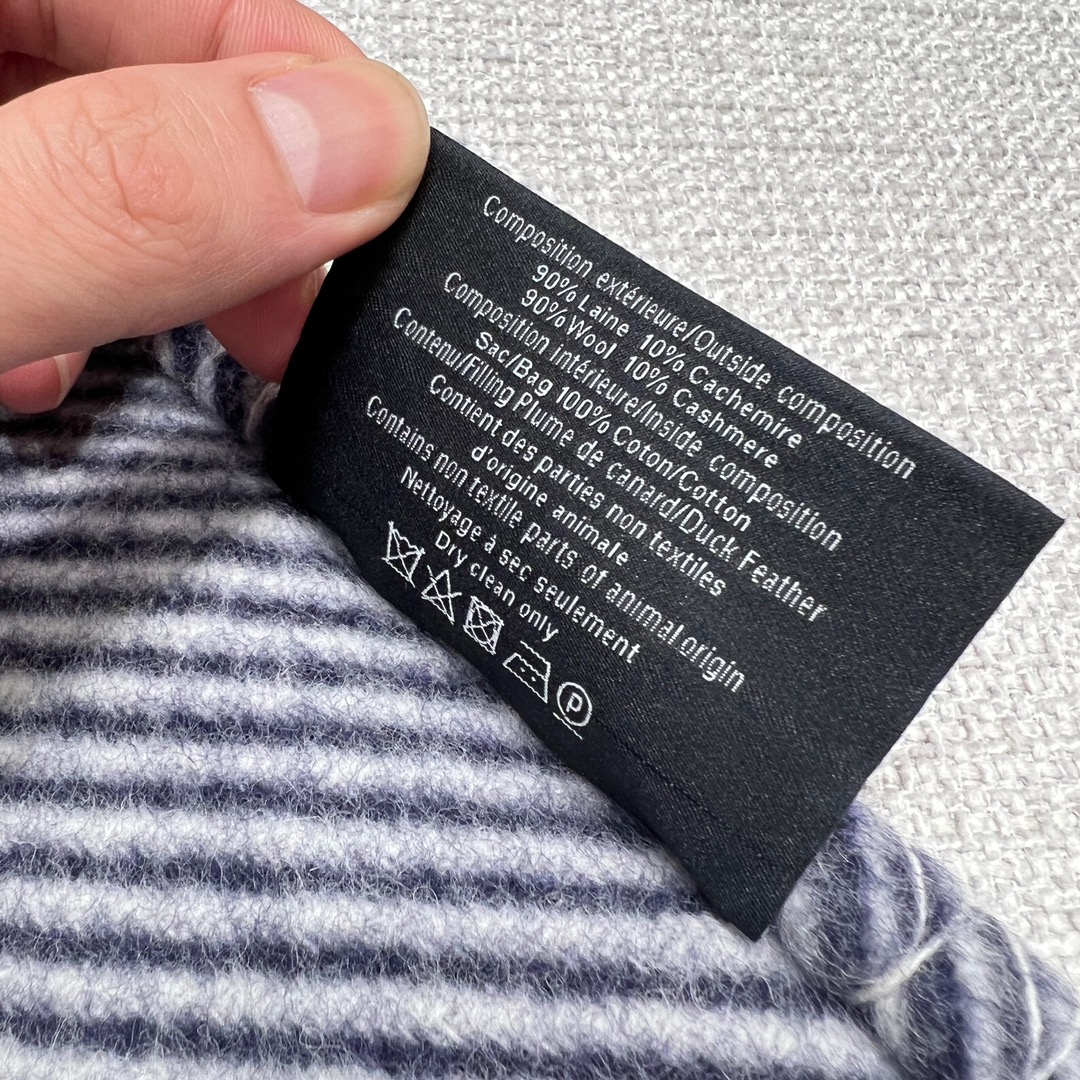 Composition extérieure/Outside composition
90% Laine 10% Cachemire
90% Wool 10% Cashmere
Composition intérieure/Inside composition
Sac/Bag 100% Coton/Cotton
Contenu/Filling Plume de canard/Duck Feather
Contient des parties non textiles
d'origine animale
Contains non textile parts of animal origin
Nettoyage à sec seulement
Dry clean only
P